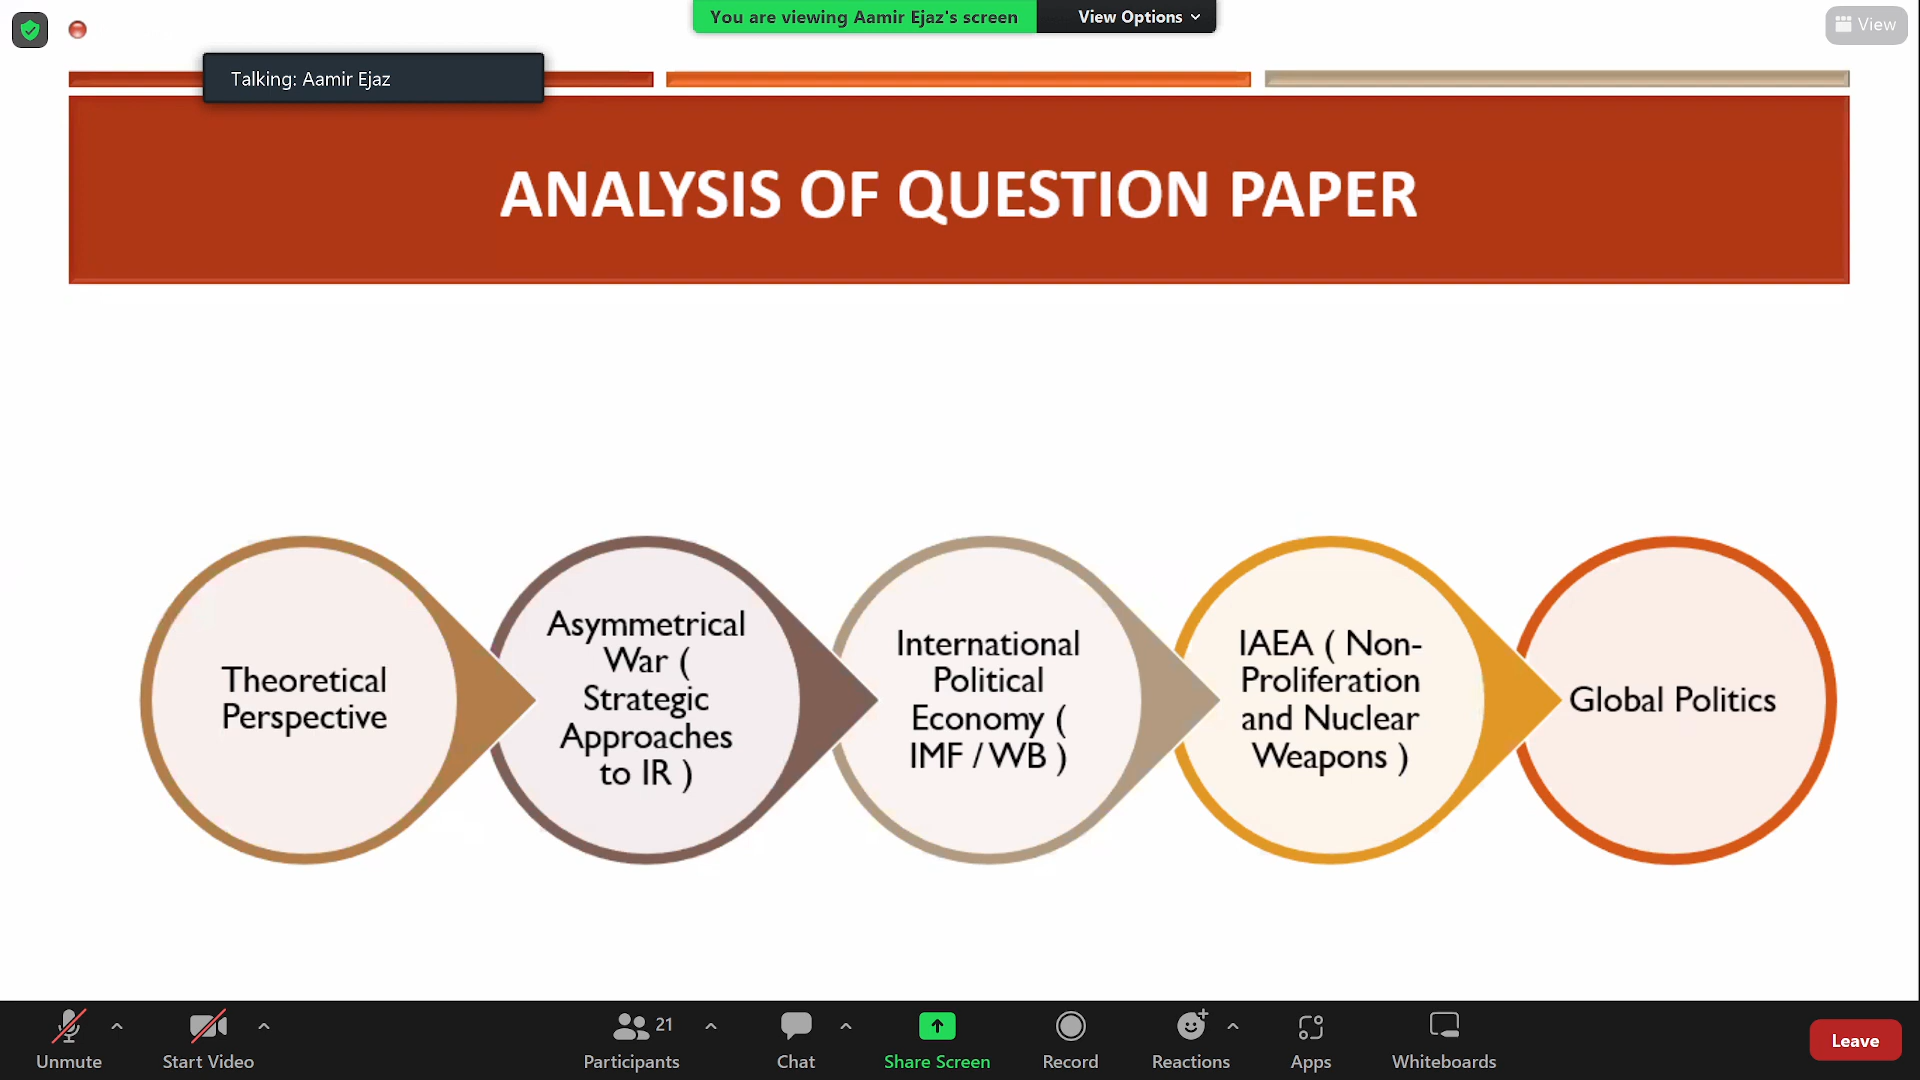 You are viewing Aamir Ejaz's screen
View Options
View
Talking: Aamir Ejaz
ANALYSIS OF QUESTION PAPER
Theoretical
Perspective
Asymmetrical
War (
Strategic
Approaches
to IR )
International
Political
Economy (
IMF / WB )
IAEA ( Non-
Proliferation
and Nuclear
Weapons )
Global Politics
Unmute
Start Video
21
Participants
Chat
Share Screen
Record
Reactions
Apps
Whiteboards
Leave